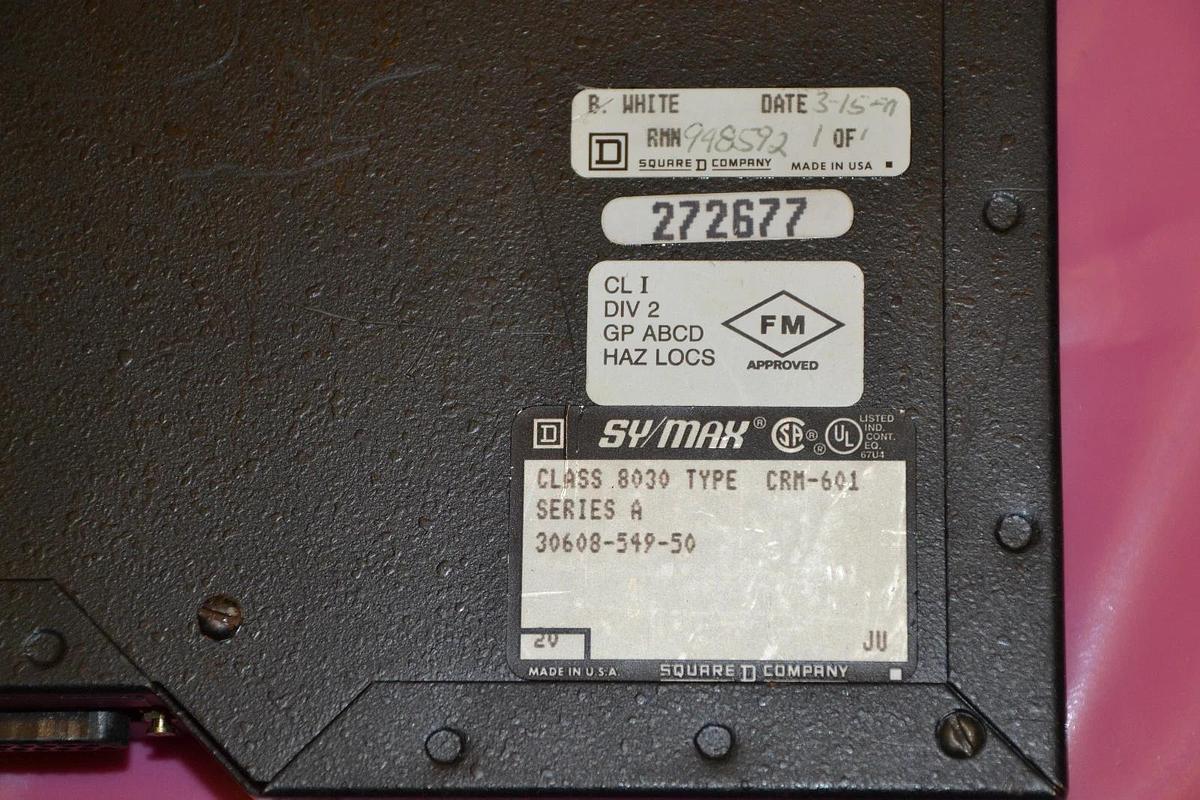 B. WHITE DATE 3-15-
RMN 948592 1 OF 1
D SQUARE D COMPANY MADE IN USA
272677
CL I
DIV 2
GP ABCD
HAZ LOCS
FM
APPROVED
D SY/MAX® SA® ®UL LISTED
IND.
CONT.
EQ.
67U4
CLASS 8030 TYPE CRM-601
SERIES A
30608-549-50
20 JU
MADE IN U.S.A SQUARE D COMPANY